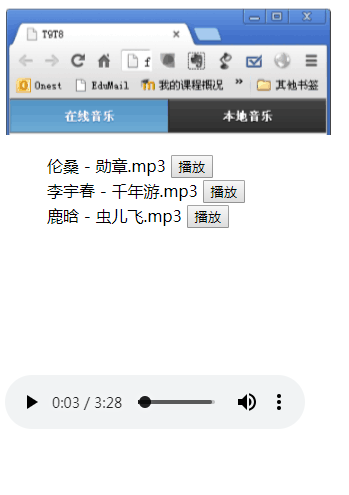 T9T8
f
Onest EduMail 我的课程概况 » 其他书签
在线音乐 本地音乐
伦桑 - 勋章.mp3 播放
李宇春 - 千年游.mp3 播放
鹿晗 - 虫儿飞.mp3 播放
0:03 / 3:28